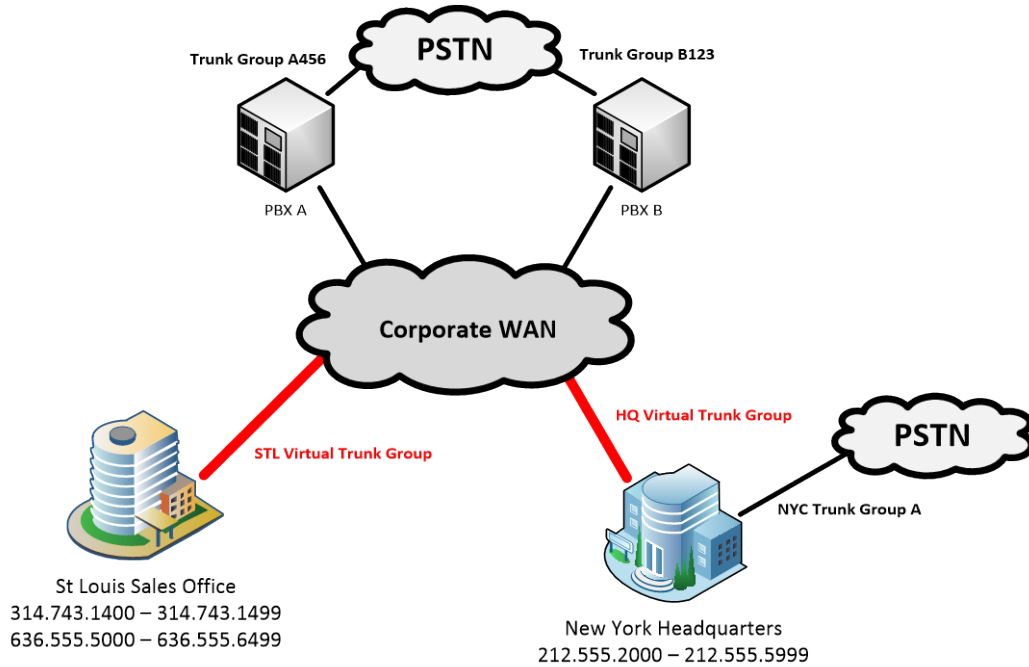 PSTN
Trunk Group A456
Trunk Group B123
PBX A
PBX B
Corporate WAN
HQ Virtual Trunk Group
STL Virtual Trunk Group
PSTN
NYC Trunk Group A
St Louis Sales Office
314.743.1400 – 314.743.1499
636.555.5000 – 636.555.6499
New York Headquarters
212.555.2000 – 212.555.5999